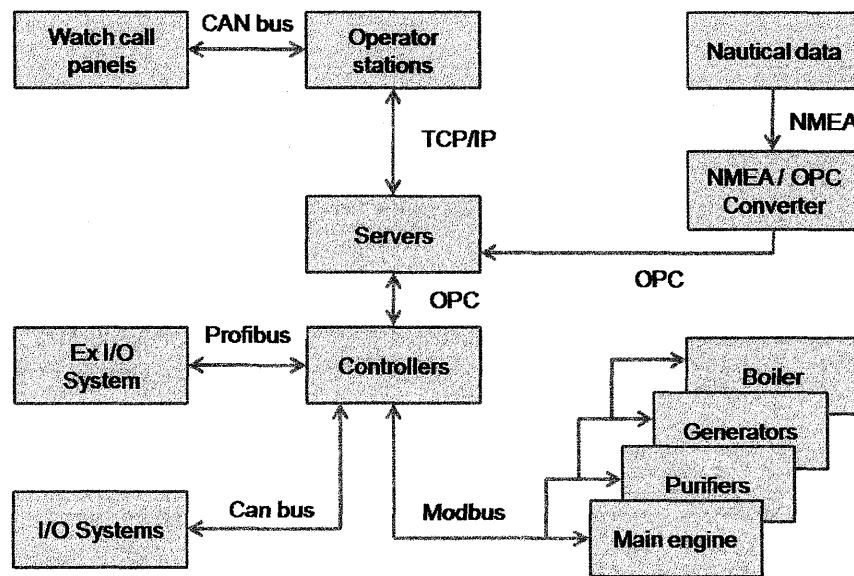 Watch call
panels
CAN bus
Operator
stations
Nautical data
TCP/IP
NMEA
NMEA / OPC
Converter
Servers
OPC
OPC
Profibus
Ex I/O
System
Controllers
Boiler
Generators
Purifiers
Main engine
I/O Systems
Can bus
Modbus